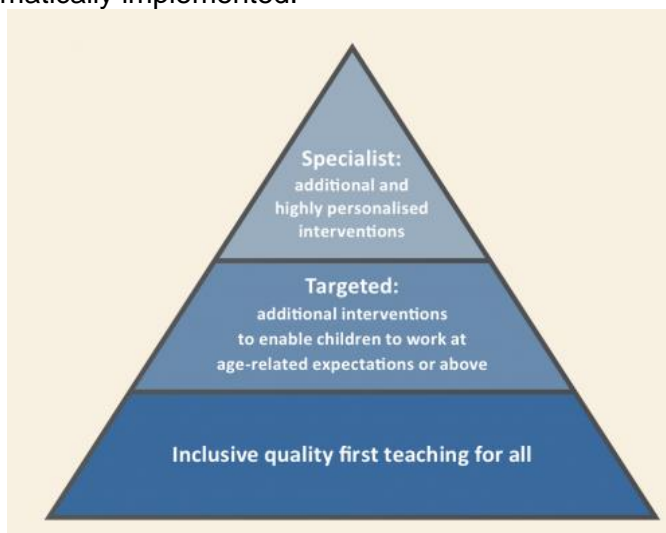 implemented.
Specialist:
additional and
highly personalised
interventions
Targeted:
additional interventions
to enable children to work at
age-related expectations or above
Inclusive quality first teaching for all